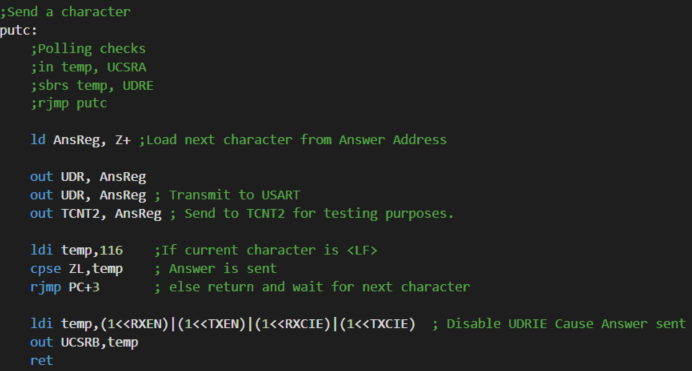 ;Send a character
putc:
;Polling checks
;in temp, UCSRA
;sbrs temp, UDRE
;rjmp putc
ld AnsReg, Z+ ;Load next character from Answer Address
out UDR, AnsReg
out UDR, AnsReg ; Transmit to USART
out TCNT2, AnsReg ; Send to TCNT2 for testing purposes.
ldi temp,116 ;If current character is <LF>
cpse ZL,temp ; Answer is sent
rjmp PC+3 ; else return and wait for next character
ldi temp,(1<<RXEN)|(1<<TXEN)|(1<<RXCIE)|(1<<TXCIE) ; Disable UDRIE Cause Answer sent
out UCSRB,temp
ret